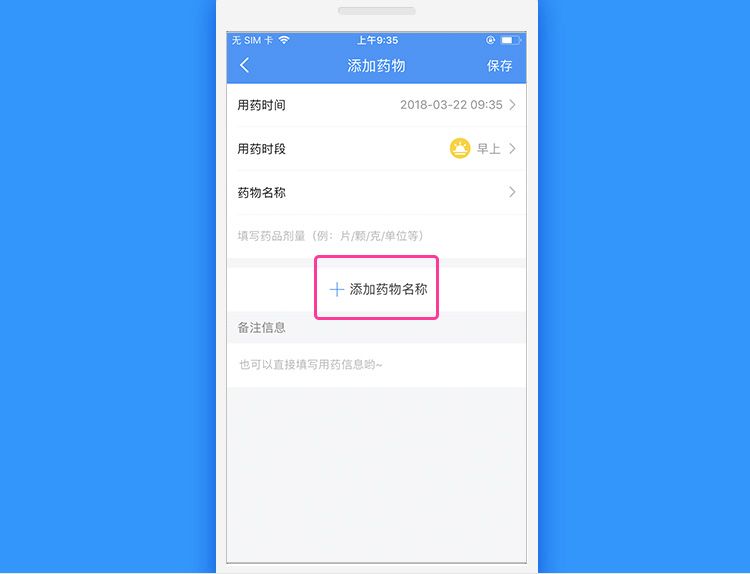 无 SIM 卡 上午9:35
添加药物 保存
用药时间 2018-03-22 09:35
用药时段 早上
药物名称
填写药品剂量（例：片/颗/克/单位等）
添加药物名称
备注信息
也可以直接填写用药信息哟~